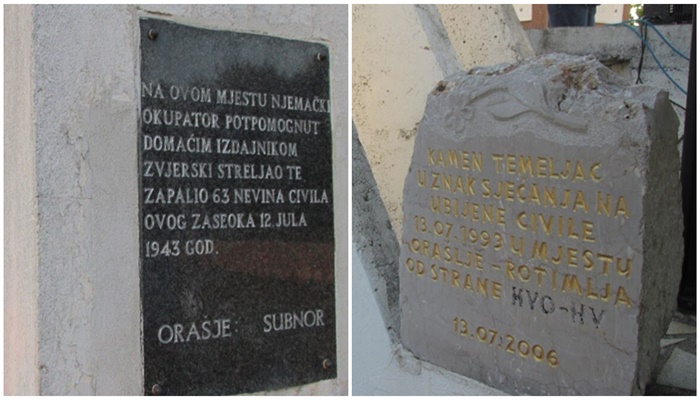 NA OVOM MJESTU NJEMAČKI
OKUPATOR POTPOMOGNUT
DOMAĆIM IZDAJNIKOM
ZVJERSKI STRELJAO TE
ZAPALIO 63 NEVINA CIVILA
OVOG ZASEOKA 12. JULA
1943 GOD.
ORAŠJE SUBNOR
KAMEN TEMELJAC
U ZNAK SJEĆANJA NA
UBIJENE CIVILE
13.07.1993 U MJESTU
ORAŠLJE - ROTIMLJA
OD STRANE HVO-HV
13.07.2006